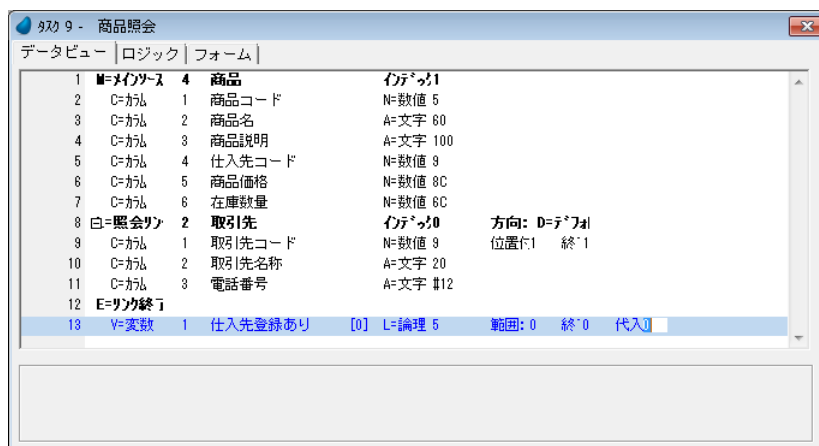 ﾀｽｸ 9 - 商品照会
データビュー ロジック フォーム
1 M=ﾒｲﾝｿｰｽ 4 商品 ｲﾝﾃﾞｯｸ1
2 C=ｶﾗﾑ 1 商品コード N=数値 5
3 C=ｶﾗﾑ 2 商品名 A=文字 60
4 C=ｶﾗﾑ 3 商品説明 A=文字 100
5 C=ｶﾗﾑ 4 仕入先コード N=数値 9
6 C=ｶﾗﾑ 5 商品価格 N=数値 8C
7 C=ｶﾗﾑ 6 在庫数量 N=数値 6C
8 =照会ﾘﾝ 2 取引先 ｲﾝﾃﾞｯ0 方向: D=ﾃﾞﾌｫﾙ
9 C=ｶﾗﾑ 1 取引先コード N=数値 9 位置付1 終1
10 C=ｶﾗﾑ 2 取引先名称 A=文字 20
11 C=ｶﾗﾑ 3 電話番号 A=文字 #12
12 E=ﾘﾝｸ終了
13 V=変数 1 仕入先登録あり [0] L=論理 5 範囲: 0 終0 代入0